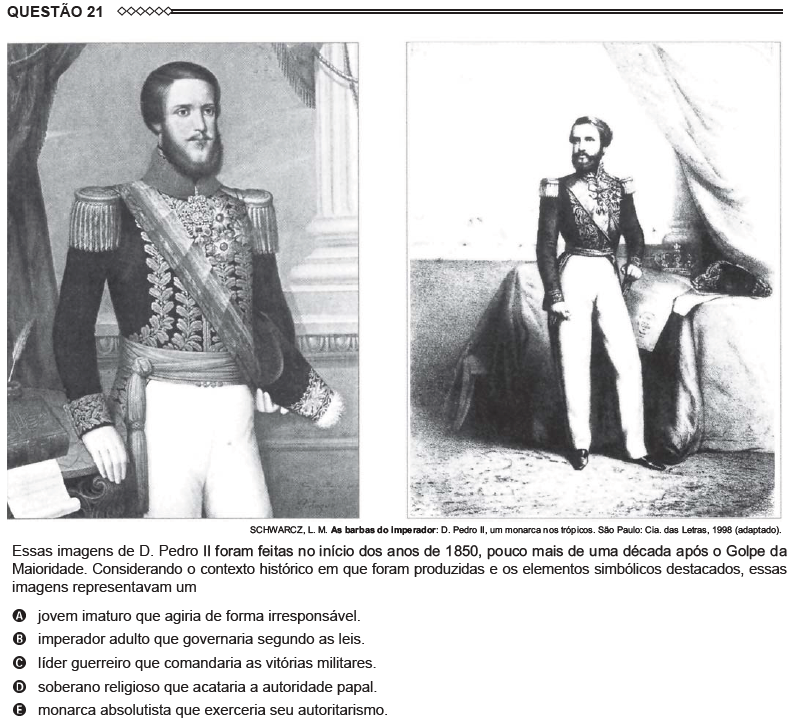 QUESTÃO 21
SCHWARCZ, L. M. As barbas do Imperador: D. Pedro II, um monarca nos trópicos. São Paulo: Cia. das Letras, 1998 (adaptado).
Essas imagens de D. Pedro II foram feitas no início dos anos de 1850, pouco mais de uma década após o Golpe da
Maioridade. Considerando o contexto histórico em que foram produzidas e os elementos simbólicos destacados, essas
imagens representavam um
A jovem imaturo que agiria de forma irresponsável.
B imperador adulto que governaria segundo as leis.
C líder guerreiro que comandaria as vitórias militares.
D soberano religioso que acataria a autoridade papal.
E monarca absolutista que exerceria seu autoritarismo.